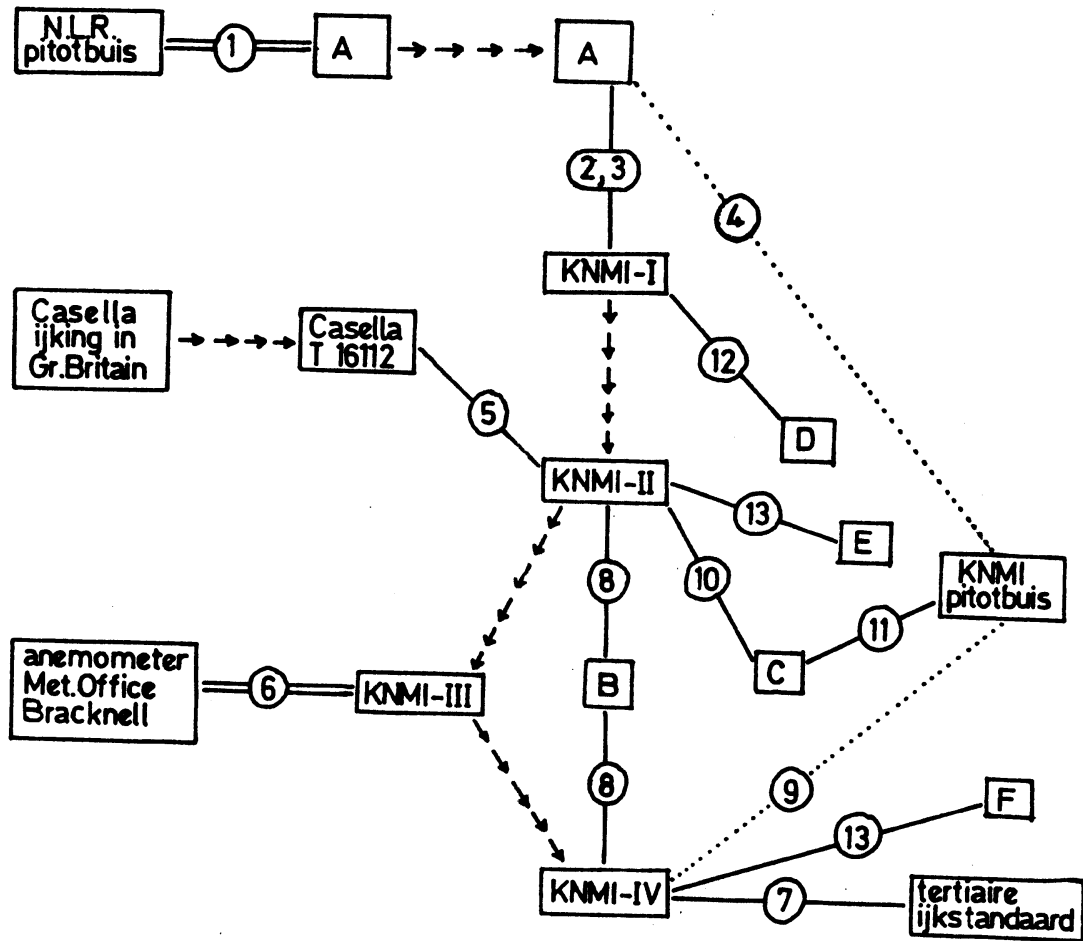 N.L.R.
pitotbuis
1
A
A
2,3
4
KNMI-I
Casella
ijking in
Gr.Britain
Casella
T 16112
12
5
D
KNMI-II
13
E
8
10
KNMI
pitotbuis
11
anemometer
Met.Office
Bracknell
6
KNMI-III
B
C
8
9
F
13
KNMI-IV
7
tertiaire
ijkstandaard